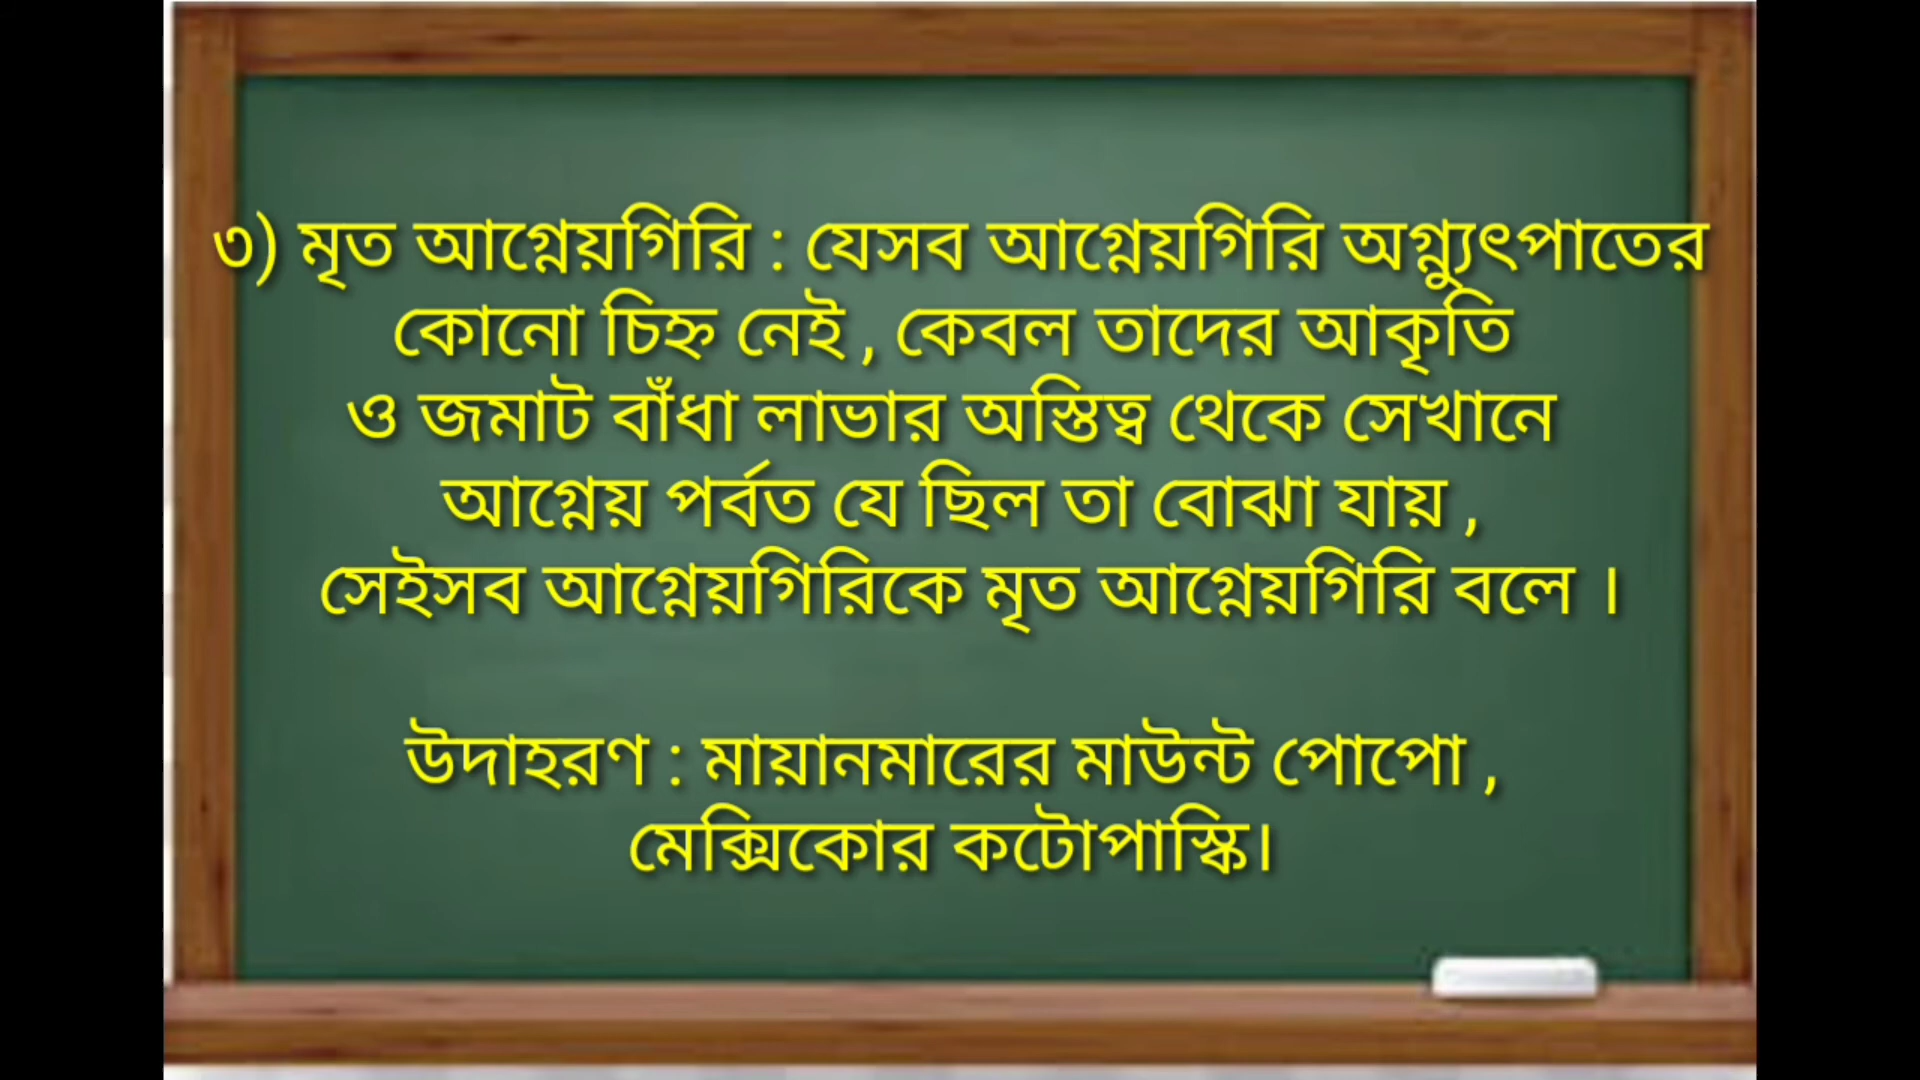 ৩) মৃত আগ্নেয়গিরি : যেসব আগ্নেয়গিরি অগ্ন্যুৎপাতের
কোনো চিহ্ন নেই , কেবল তাদের আকৃতি
ও জমাট বাঁধা লাভার অস্তিত্ব থেকে সেখানে
আগ্নেয় পর্বত যে ছিল তা বোঝা যায় ,
সেইসব আগ্নেয়গিরিকে মৃত আগ্নেয়গিরি বলে ।
উদাহরণ : মায়ানমারের মাউন্ট পোপো ,
মেক্সিকোর কটোপাস্কি।